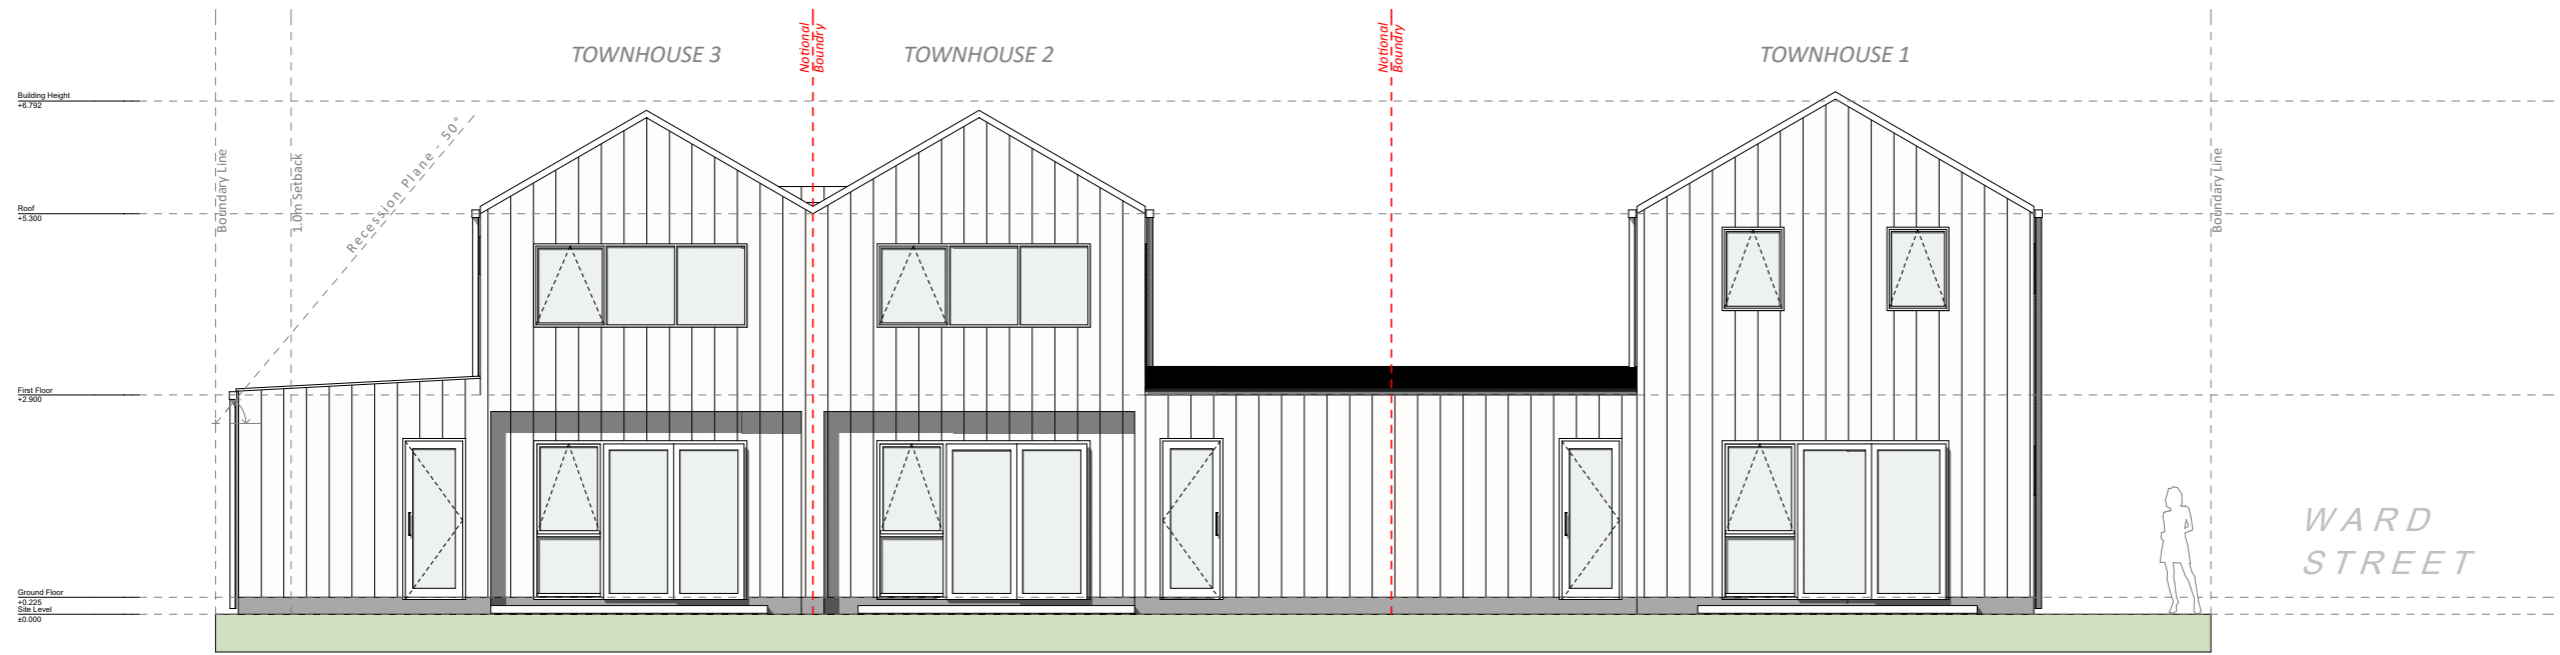 TOWNHOUSE 3
TOWNHOUSE 2
TOWNHOUSE 1
Notional
Boundry
Notional
Boundry
Building Height
+6.792
Recession Plane - 50°
Boundary Line
1.0m Setback
Boundary Line
Roof
+5.300
First Floor
+2.900
Ground Floor
+0.225
Site Level
±0.000
WARD
STREET